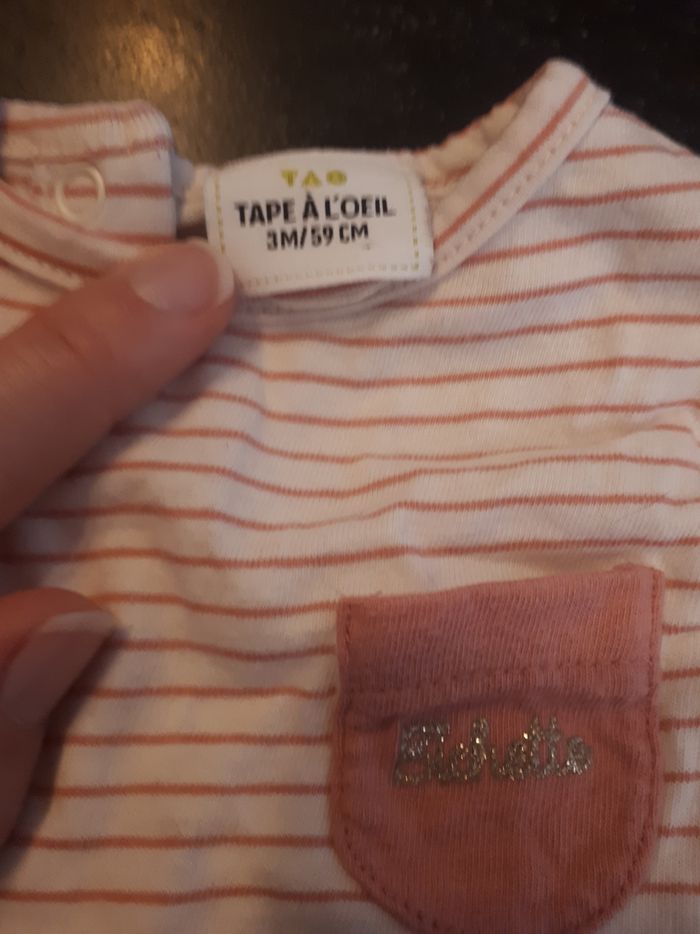 TAO
TAPE À L'OEIL
3M/59 CM
Bichette